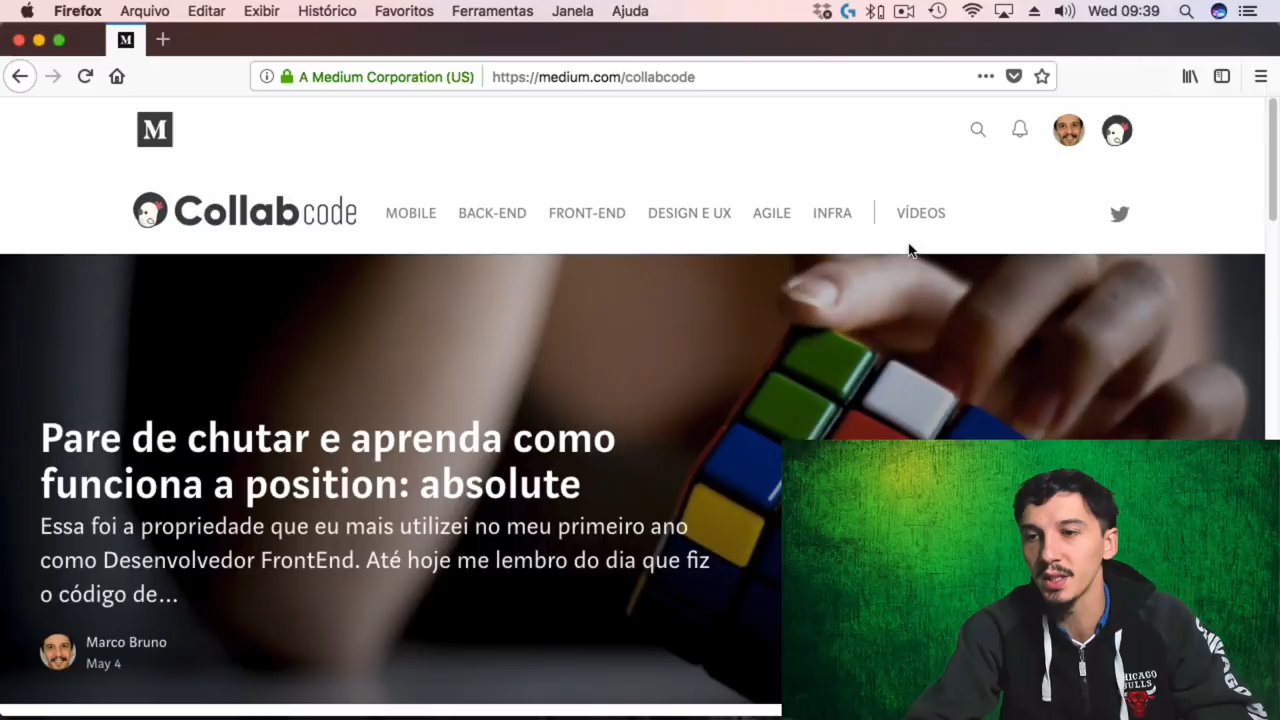 Firefox Arquivo Editar Exibir Histórico Favoritos Ferramentas Janela Ajuda Wed 09:39
M
A Medium Corporation (US) https://medium.com/collabcode
M
Collabcode MOBILE BACK-END FRONT-END DESIGN E UX AGILE INFRA VÍDEOS
Pare de chutar e aprenda como
funciona a position: absolute
Essa foi a propriedade que eu mais utilizei no meu primeiro ano
como Desenvolvedor FrontEnd. Até hoje me lembro do dia que fiz
o código de...
Marco Bruno
May 4
CHICAGO
BULLS